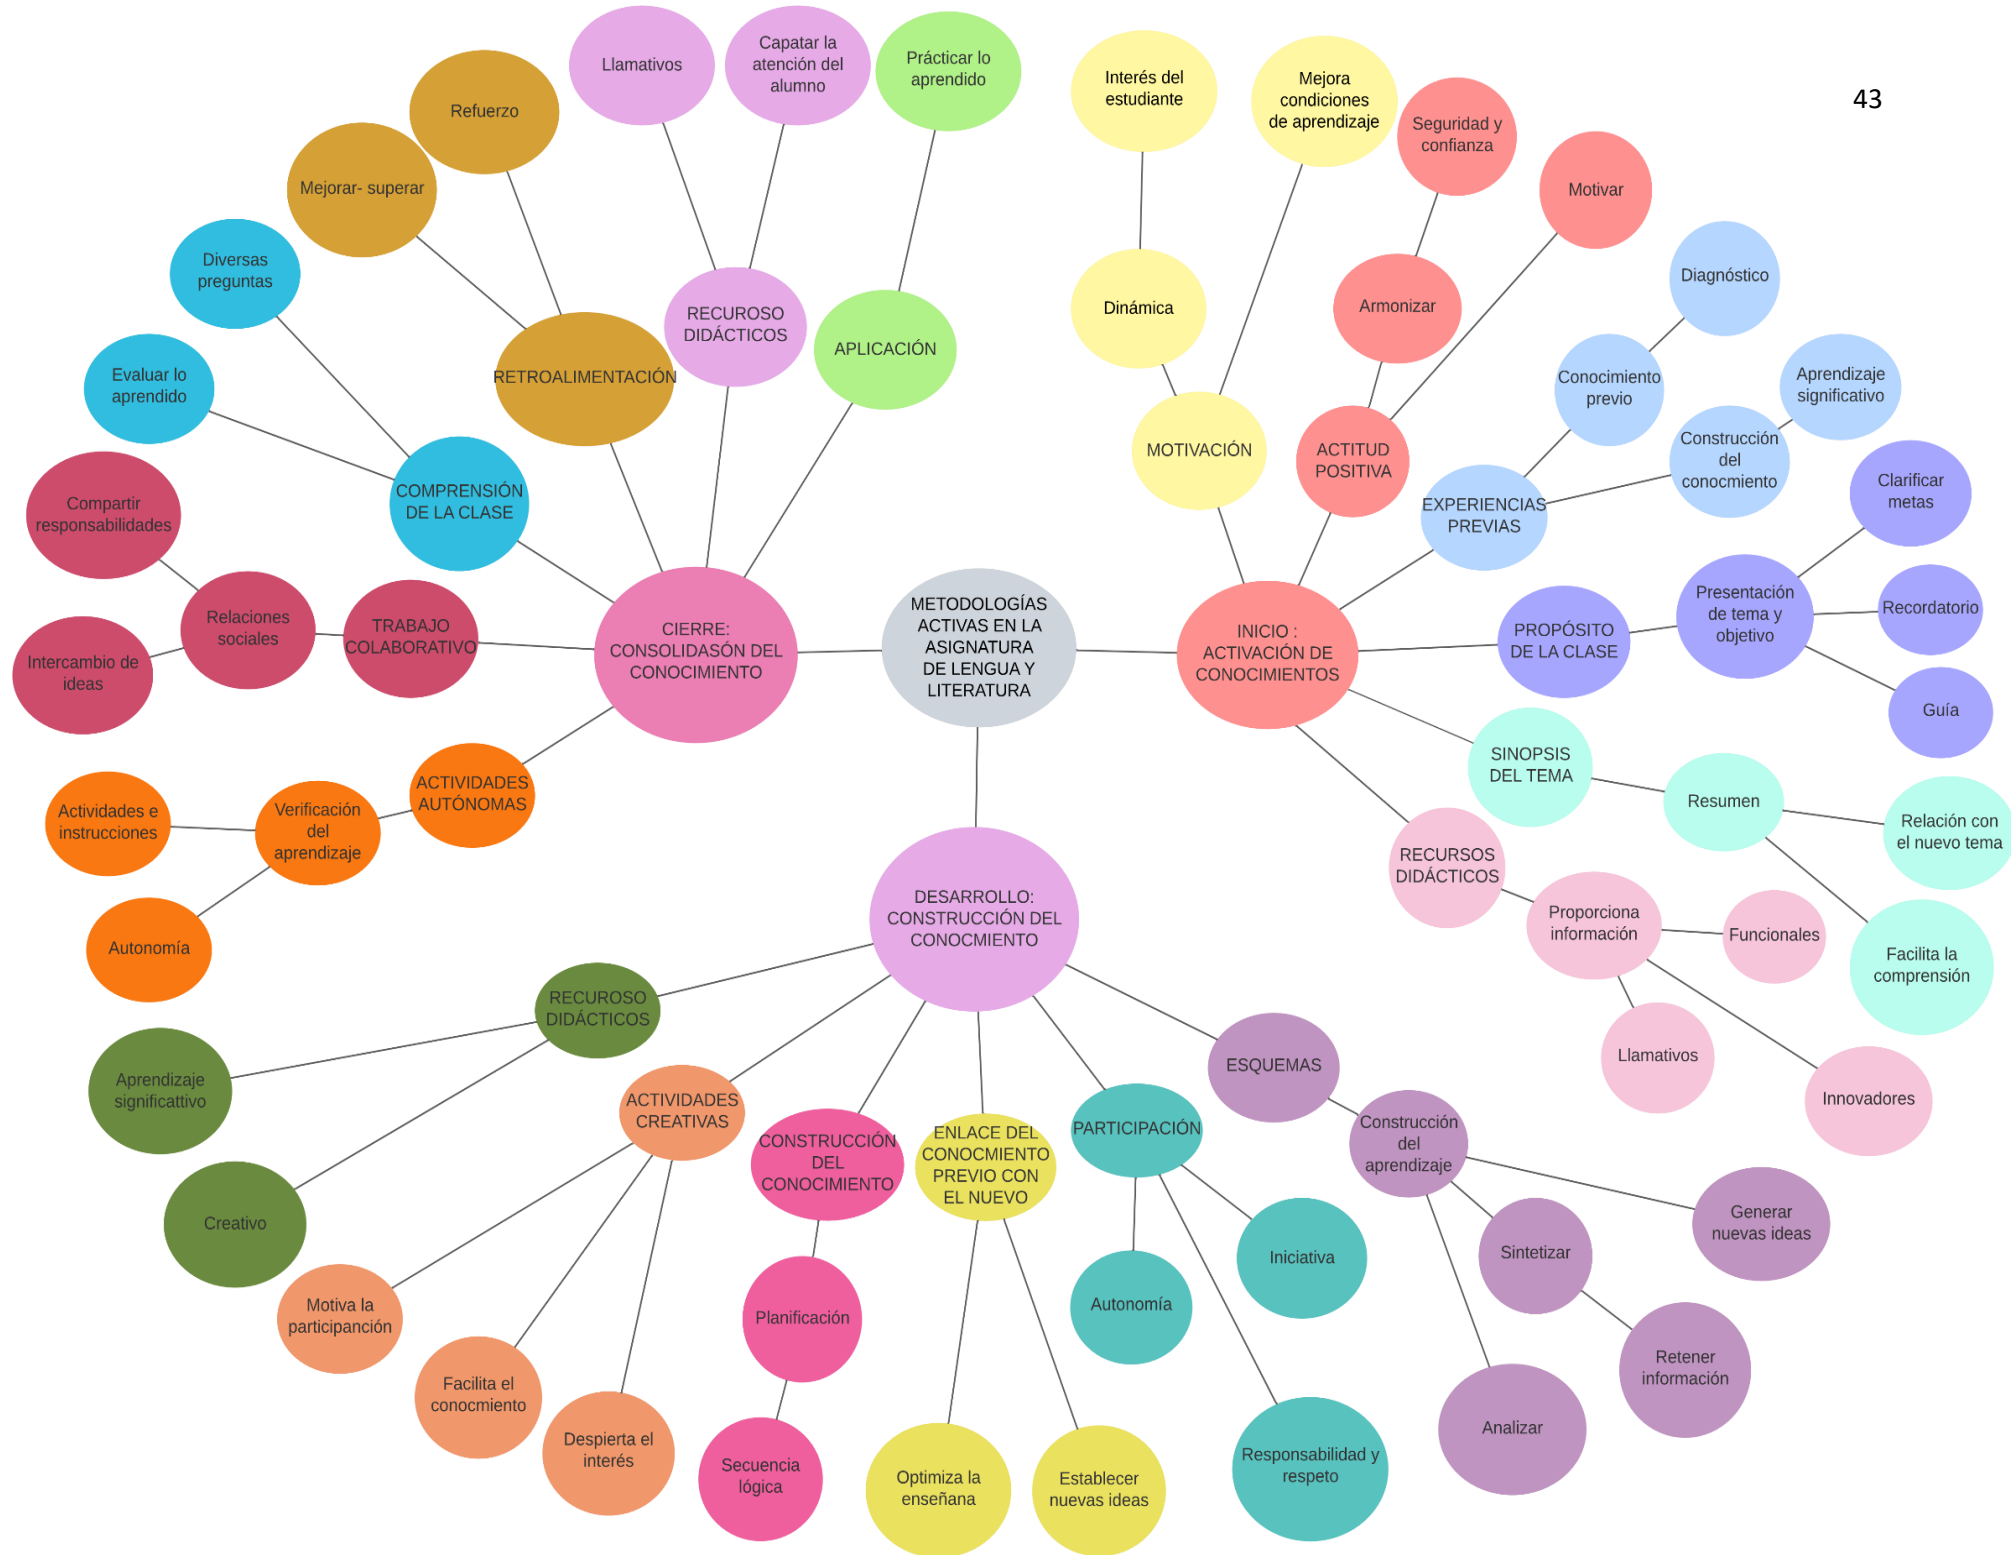 43
Llamativos
Capatar la
atención del
alumno
Prácticar lo
aprendido
Refuerzo
Mejorar- superar
Diversas
preguntas
Evaluar lo
aprendido
RECUROSO
DIDÁCTICOS
APLICACIÓN
RETROALIMENTACIÓN
COMPRENSIÓN
DE LA CLASE
Compartir
responsabilidades
Relaciones
sociales
Intercambio de
ideas
TRABAJO
COLABORATIVO
CIERRE:
CONSOLIDASÓN DEL
CONOCIMIENTO
ACTIVIDADES
AUTÓNOMAS
Verificación
del
aprendizaje
Actividades e
instrucciones
Autonomía
METODOLOGÍAS
ACTIVAS EN LA
ASIGNATURA
DE LENGUA Y
LITERATURA
Interés del
estudiante
Mejora
condiciones
de aprendizaje
Seguridad y
confianza
Motivar
Dinámica
Armonizar
Diagnóstico
Conocimiento
previo
Aprendizaje
significativo
Construcción
del
conocmiento
MOTIVACIÓN
ACTITUD
POSITIVA
EXPERIENCIAS
PREVIAS
Clarificar
metas
Presentación
de tema y
objetivo
Recordatorio
Guía
PROPÓSITO
DE LA CLASE
INICIO :
ACTIVACIÓN DE
CONOCIMIENTOS
SINOPSIS
DEL TEMA
Resumen
Relación con
el nuevo tema
Facilita la
comprensión
RECURSOS
DIDÁCTICOS
Proporciona
información
Funcionales
Llamativos
Innovadores
DESARROLLO:
CONSTRUCCIÓN DEL
CONOCMIENTO
RECUROSO
DIDÁCTICOS
Aprendizaje
significattivo
Creativo
ACTIVIDADES
CREATIVAS
Motiva la
participanción
Facilita el
conocmiento
Despierta el
interés
CONSTRUCCIÓN
DEL
CONOCIMIENTO
Planificación
Secuencia
lógica
ENLACE DEL
CONOCMIENTO
PREVIO CON
EL NUEVO
Optimiza la
enseñana
Establecer
nuevas ideas
PARTICIPACIÓN
Autonomía
Iniciativa
Responsabilidad y
respeto
ESQUEMAS
Construcción
del
aprendizaje
Generar
nuevas ideas
Sintetizar
Retener
información
Analizar